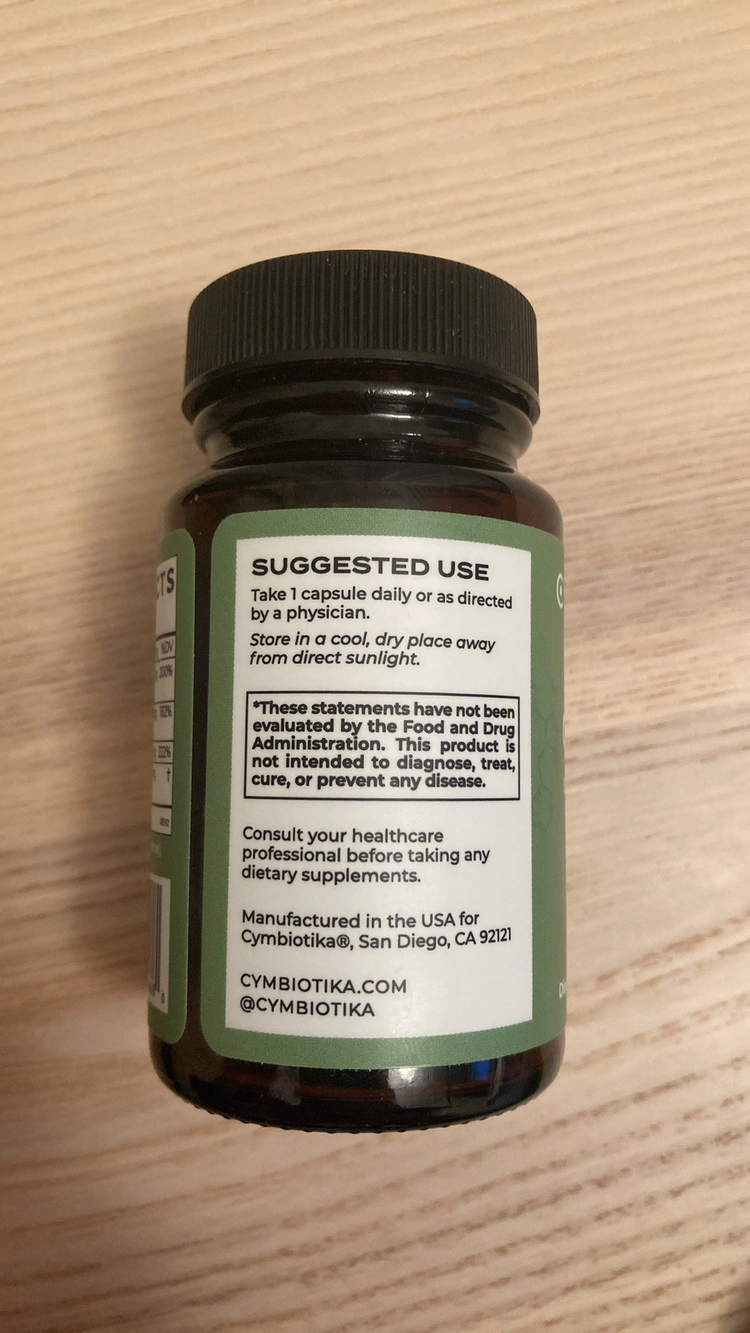 SUGGESTED USE
Take 1 capsule daily or as directed
by a physician.
Store in a cool, dry place away
from direct sunlight.
*These statements have not been
evaluated by the Food and Drug
Administration. This product is
not intended to diagnose, treat,
cure, or prevent any disease.
Consult your healthcare
professional before taking any
dietary supplements.
Manufactured in the USA for
Cymbiotika®, San Diego, CA 92121
CYMBIOTIKA.COM
@CYMBIOTIKA